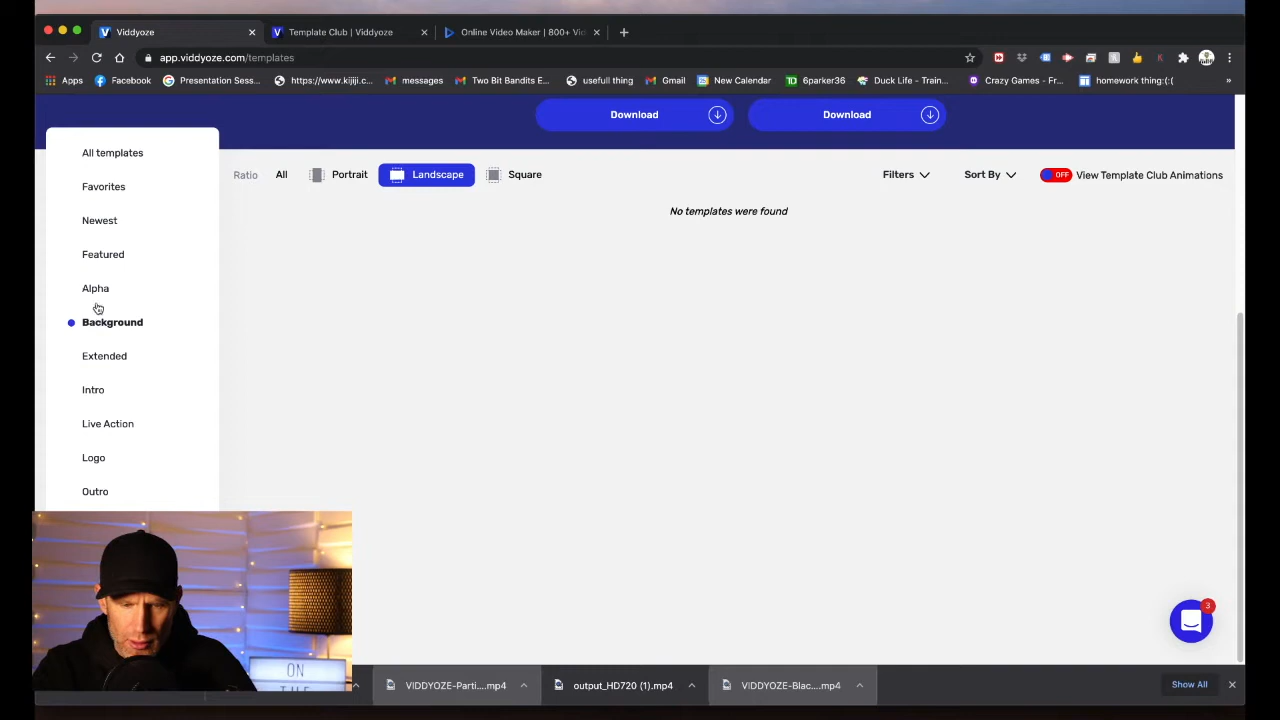 Viddyoze
Template Club | Viddyoze
Online Video Maker | 800+ Vid
app.viddyoze.com/templates
Apps
Facebook
Presentation Sess...
https://www.kijiji.c...
messages
Two Bit Bandits E...
usefull thing
Gmail
New Calendar
6parker36
Duck Life - Train...
Crazy Games - Fr...
homework thing:(:(
»
Download
Download
All templates
Favorites
Newest
Featured
Alpha
Background
Extended
Intro
Live Action
Logo
Outro
Ratio
All
Portrait
Landscape
Square
Filters
Sort By
OFF
View Template Club Animations
No templates were found
3
ON
THE
VIDDYOZE-Parti....mp4
output_HD720 (1).mp4
VIDDYOZE-Blac....mp4
Show All